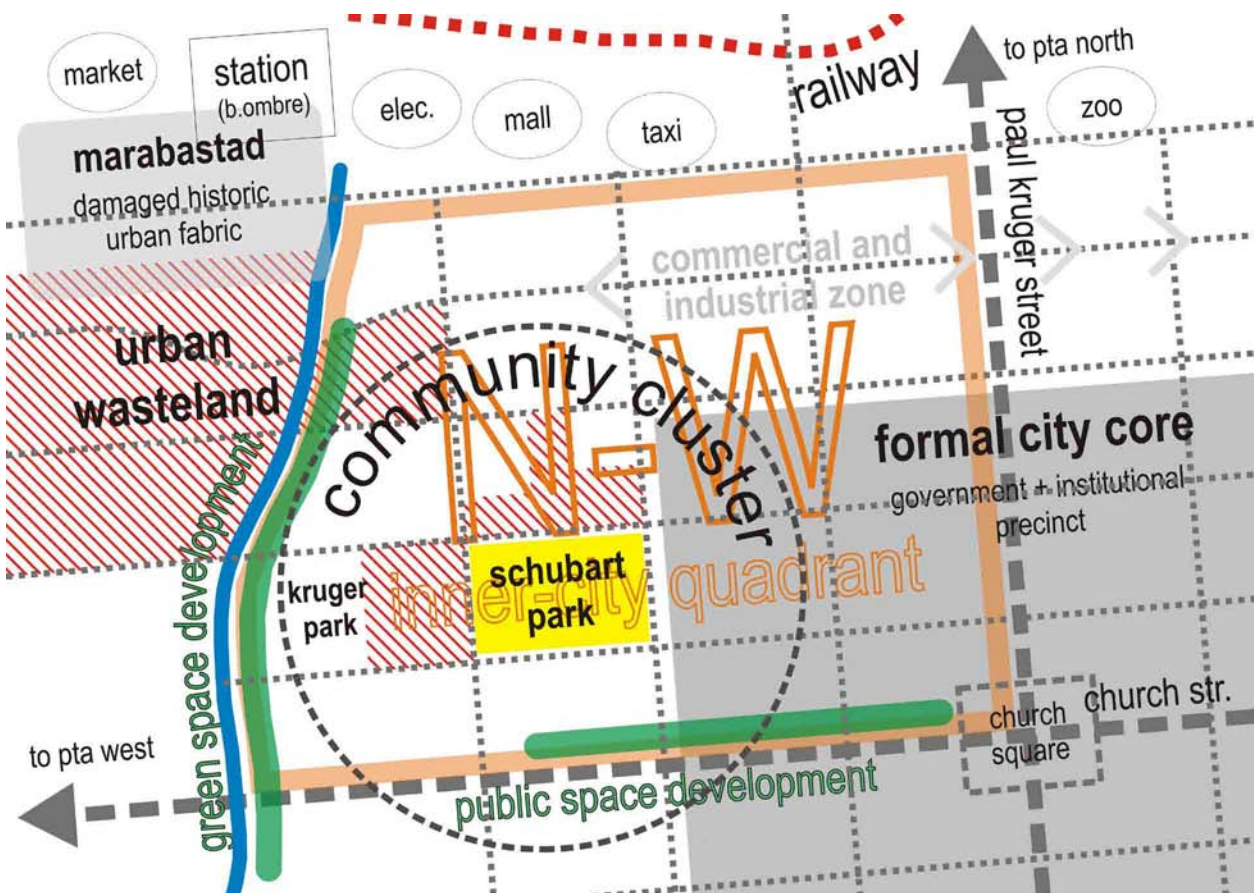 to pta north
market
station
(b.ombre)
elec.
mall
taxi
railway
zoo
paul kruger street
marabastad
damaged historic
urban fabric
commercial and
industrial zone
urban
wasteland
N-W
community cluster
formal city core
government + institutional
precinct
inner-city quadrant
kruger
park
schubart
park
green space development
church str.
church
square
to pta west
public space development